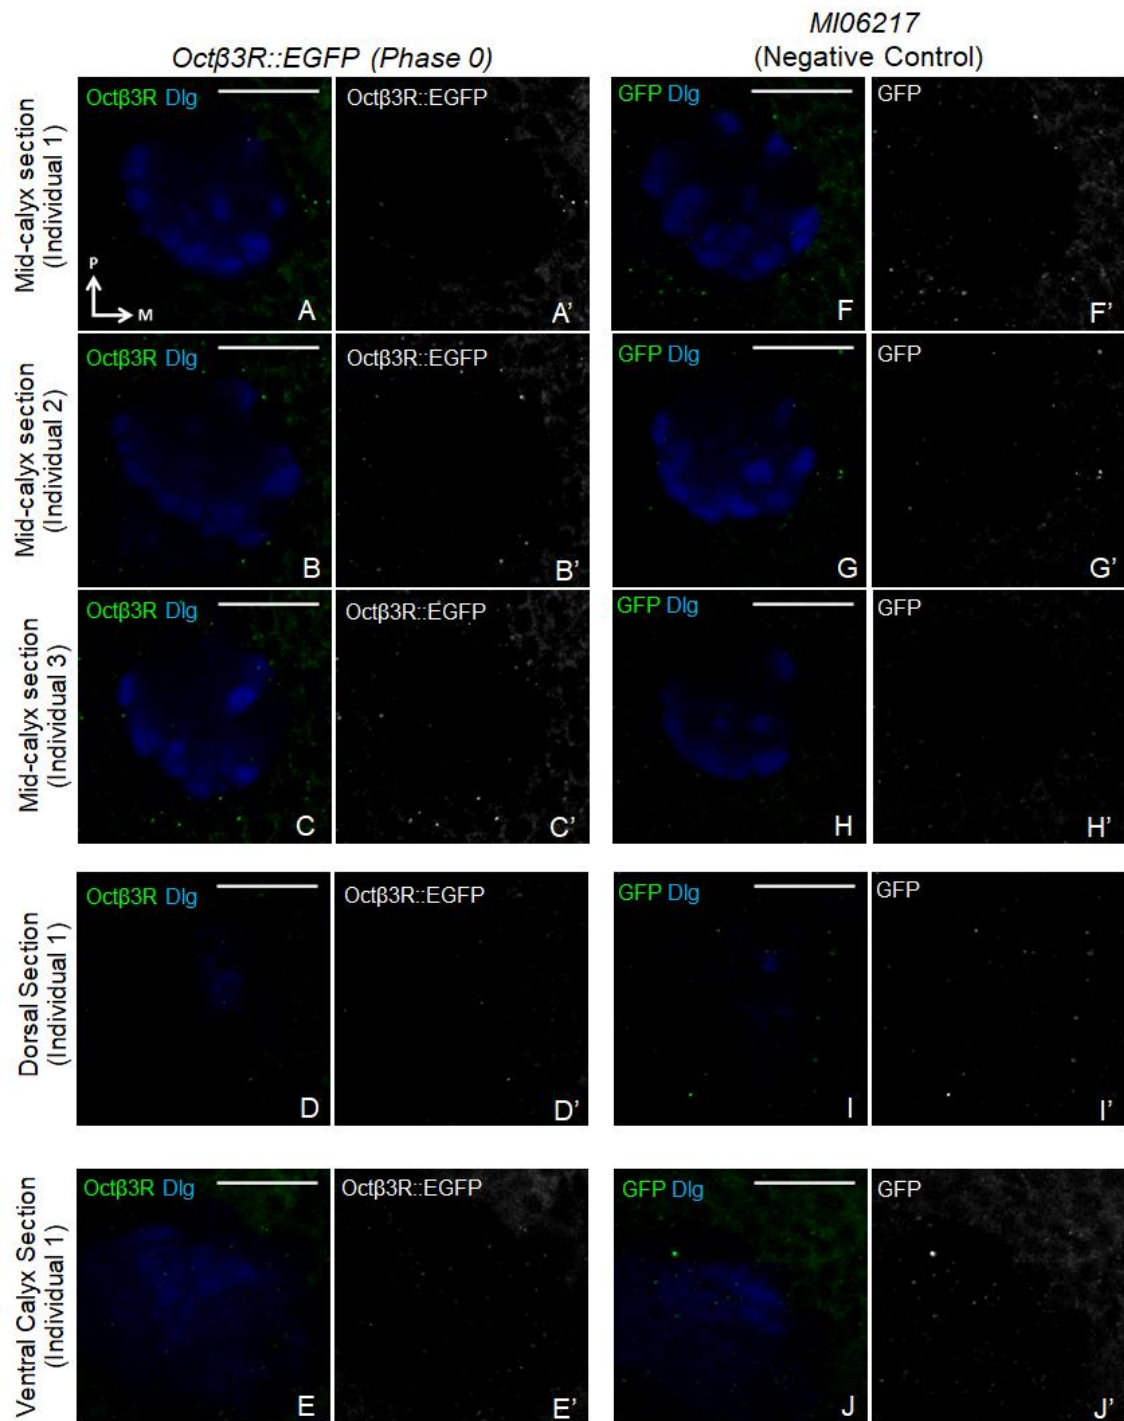 Octβ3R::EGFP (Phase 0)
MI06217
(Negative Control)
Mid-calyx section
(Individual 1)
Octβ3R Dlg
P
M
A
Octβ3R::EGFP
A’
GFP Dlg
F
GFP
F’
Mid-calyx section
(Individual 2)
Octβ3R Dlg
B
Octβ3R::EGFP
B’
GFP Dlg
G
GFP
G’
Mid-calyx section
(Individual 3)
Octβ3R Dlg
C
Octβ3R::EGFP
C’
GFP Dlg
H
GFP
H’
Dorsal Section
(Individual 1)
Octβ3R Dlg
D
Octβ3R::EGFP
D’
GFP Dlg
I
GFP
I’
Ventral Calyx Section
(Individual 1)
Octβ3R Dlg
E
Octβ3R::EGFP
E’
GFP Dlg
J
GFP
J’